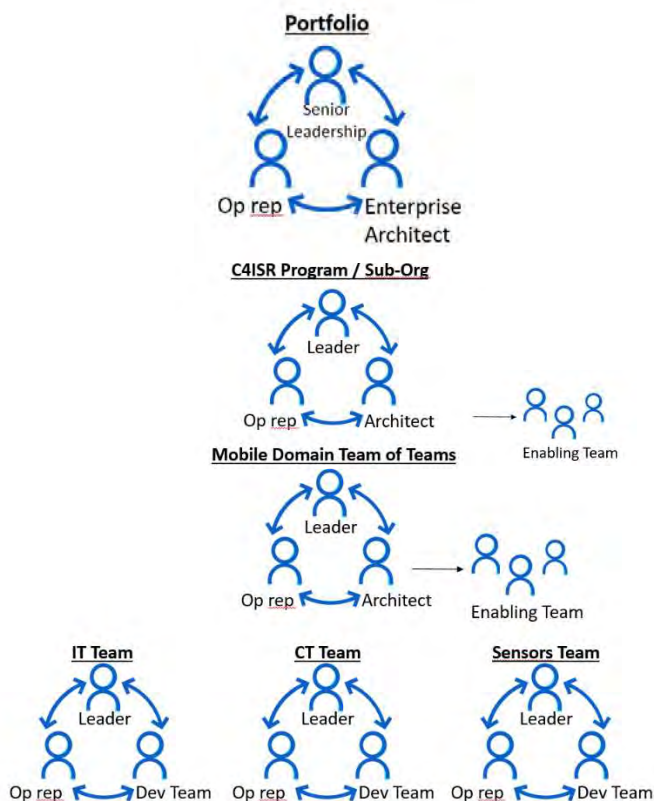 Portfolio
Senior
Leadership
Op rep
Enterprise
Architect
C4ISR Program / Sub-Org
Leader
Op rep
Architect
Enabling Team
Mobile Domain Team of Teams
Leader
Op rep
Architect
Enabling Team
IT Team
CT Team
Sensors Team
Leader
Leader
Leader
Op rep
Dev Team
Op rep
Dev Team
Op rep
Dev Team